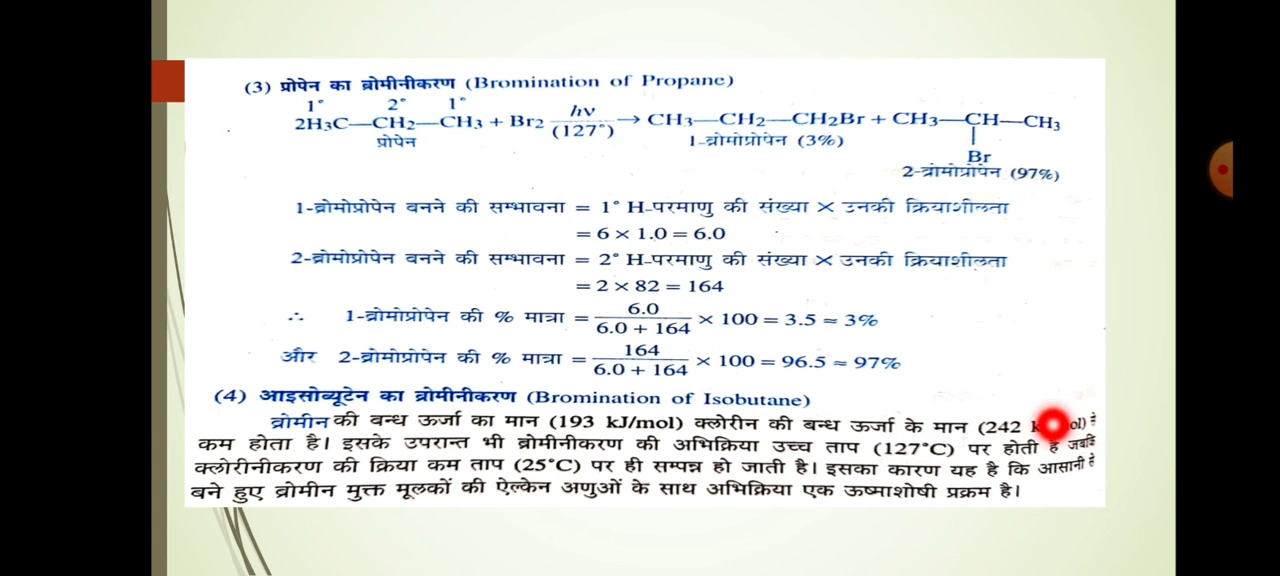 (3) प्रोपेन का ब्रोमीनीकरण (Bromination of Propane)
1° 2° 1°
2H3C—CH2—CH3 + Br2 hν (127°) → CH3—CH2—CH2Br + CH3—CH—CH3
प्रोपेन 1-ब्रोमोप्रोपेन (3%)
Br
2-ब्रोमोप्रोपेन (97%)
1-ब्रोमोप्रोपेन बनने की सम्भावना = 1° H-परमाणु की संख्या × उनकी क्रियाशीलता
= 6 × 1.0 = 6.0
2-ब्रोमोप्रोपेन बनने की सम्भावना = 2° H-परमाणु की संख्या × उनकी क्रियाशीलता
= 2 × 82 = 164
∴ 1-ब्रोमोप्रोपेन की % मात्रा = 6.0 / 6.0 + 164 × 100 = 3.5 ≈ 3%
और 2-ब्रोमोप्रोपेन की % मात्रा = 164 / 6.0 + 164 × 100 = 96.5 ≈ 97%
(4) आइसोब्यूटेन का ब्रोमीनीकरण (Bromination of Isobutane)
ब्रोमीन की बन्ध ऊर्जा का मान (193 kJ/mol) क्लोरीन की बन्ध ऊर्जा के मान (242 k ol) से
कम होता है। इसके उपरान्त भी ब्रोमीनीकरण की अभिक्रिया उच्च ताप (127°C) पर होती है जबकि
क्लोरीनीकरण की क्रिया कम ताप (25°C) पर ही सम्पन्न हो जाती है। इसका कारण यह है कि आसानी से
बने हुए ब्रोमीन मुक्त मूलकों की ऐल्केन अणुओं के साथ अभिक्रिया एक ऊष्माशोषी प्रक्रम है।